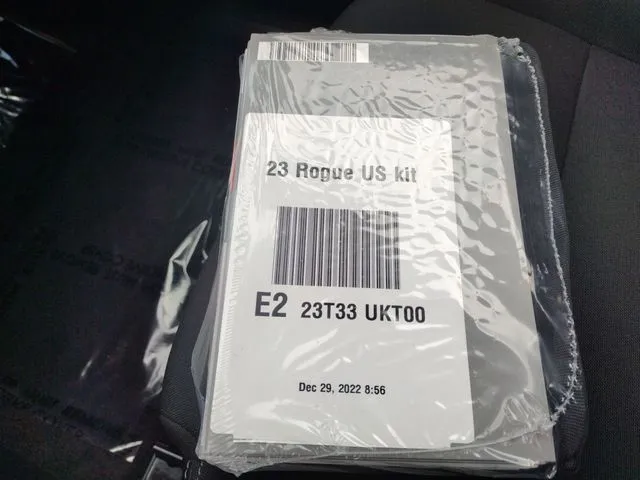 23 Rogue US kit
E2 23T33 UKT00
Dec 29, 2022 8:56